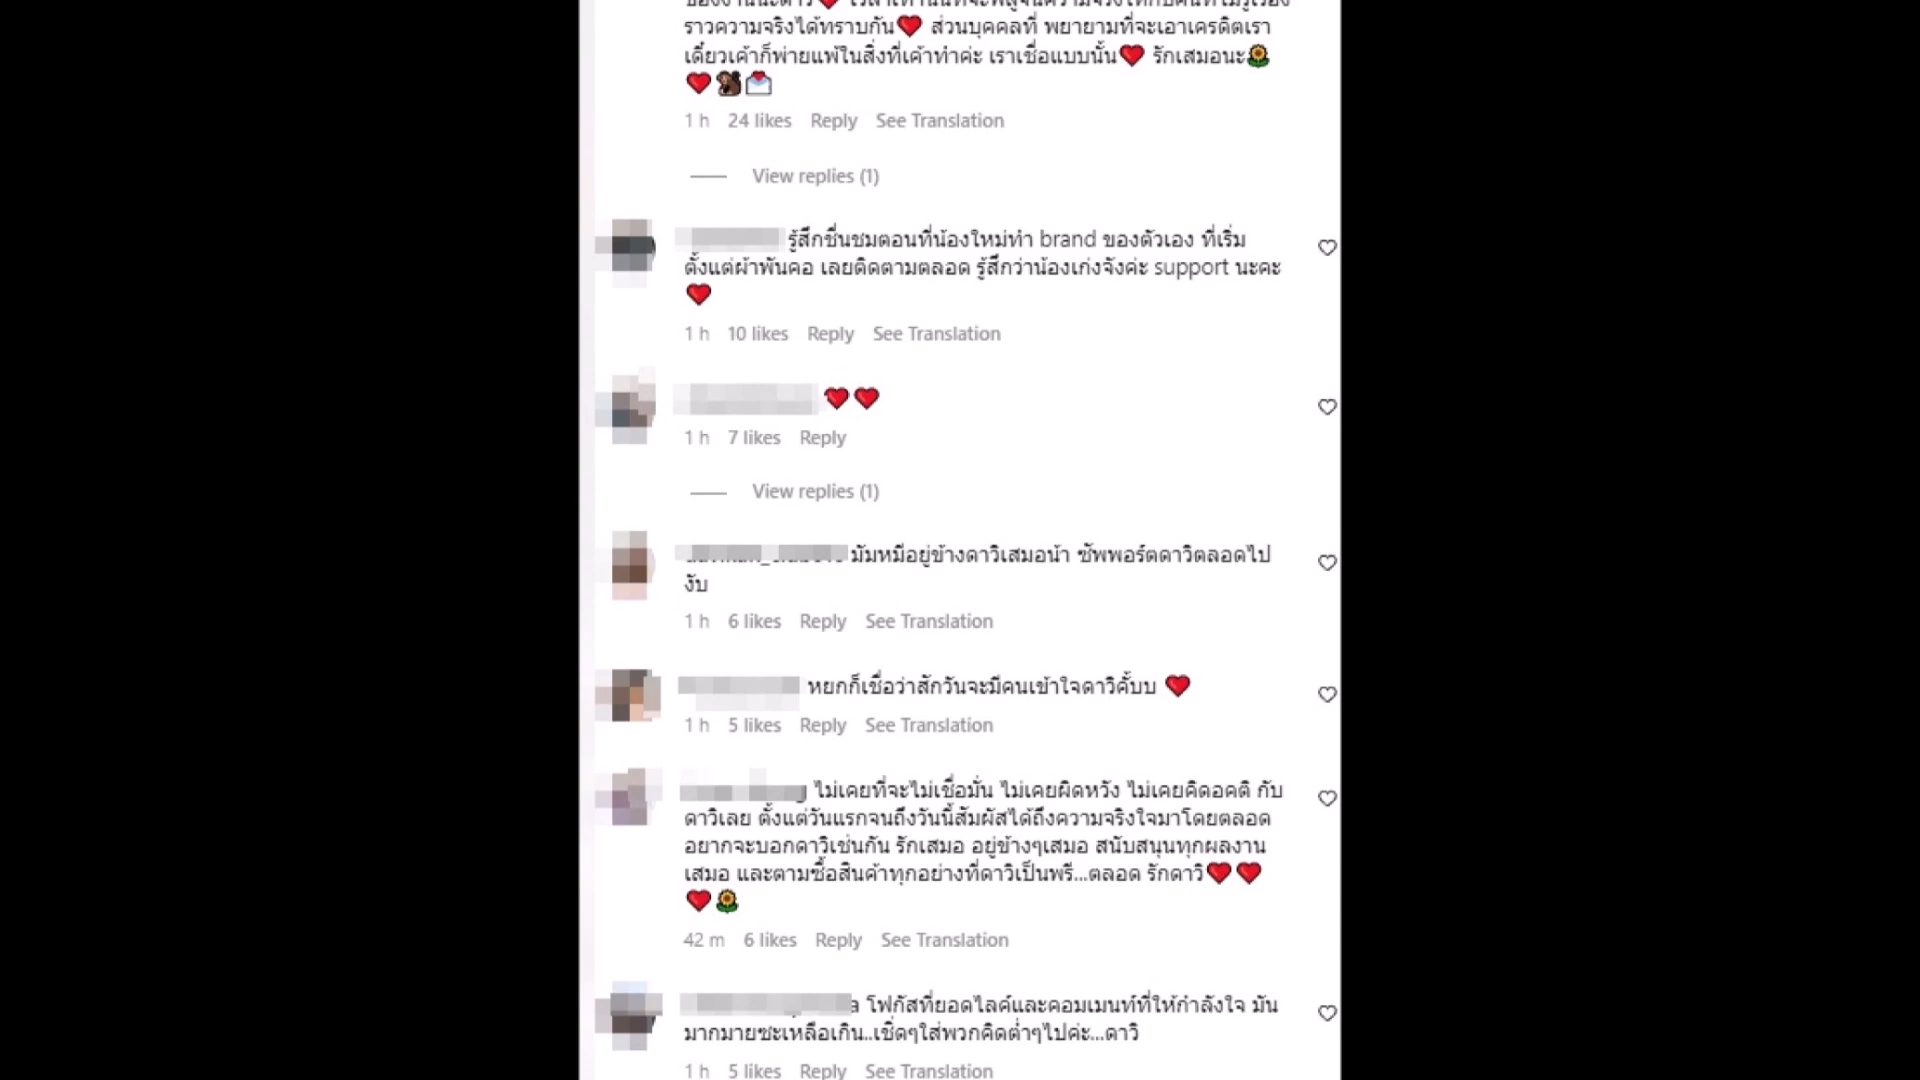 ราวความจริงได้ทราบกัน❤️ ส่วนบุคคลที่ พยายามที่จะเอาเครดิตเรา
เดี๋ยวเค้าก็พ่ายแพ้ในสิ่งที่เค้าทำค่ะ เราเชื่อแบบนั้น❤️ รักเสมอนะ🌻
❤️🐿️💌
1 h 24 likes Reply See Translation
View replies (1)
รู้สึกชื่นชมตอนที่น้องใหม่ทำ brand ของตัวเอง ที่เริ่ม
ตั้งแต่ผ้าพันคอ เลยติดตามตลอด รู้สึกว่าน้องเก่งจังค่ะ support นะคะ
❤️
1 h 10 likes Reply See Translation
❤️❤️
1 h 7 likes Reply
View replies (1)
มัมหมีอยู่ข้างดาวิเสมอน้า ซัพพอร์ตดาวิตลอดไป
งับ
1 h 6 likes Reply See Translation
หยกก็เชื่อว่าสักวันจะมีคนเข้าใจดาวิคั้บบ ❤️
1 h 5 likes Reply See Translation
ไม่เคยที่จะไม่เชื่อมั่น ไม่เคยผิดหวัง ไม่เคยคิดอคติ กับ
ดาวิเลย ตั้งแต่วันแรกจนถึงวันนี้สัมผัสได้ถึงความจริงใจมาโดยตลอด
อยากจะบอกดาวิเช่นกัน รักเสมอ อยู่ข้างๆเสมอ สนับสนุนทุกผลงาน
เสมอ และตามซื้อสินค้าทุกอย่างที่ดาวิเป็นพรี...ตลอด รักดาวิ❤️❤️
❤️🌻
42 m 6 likes Reply See Translation
โฟกัสที่ยอดไลค์และคอมเมนท์ที่ให้กำลังใจ มัน
มากมายซะเหลือเกิน..เชิ่ดๆใส่พวกคิดต่ำๆไปค่ะ...ดาวิ
1 h 5 likes Reply See Translation